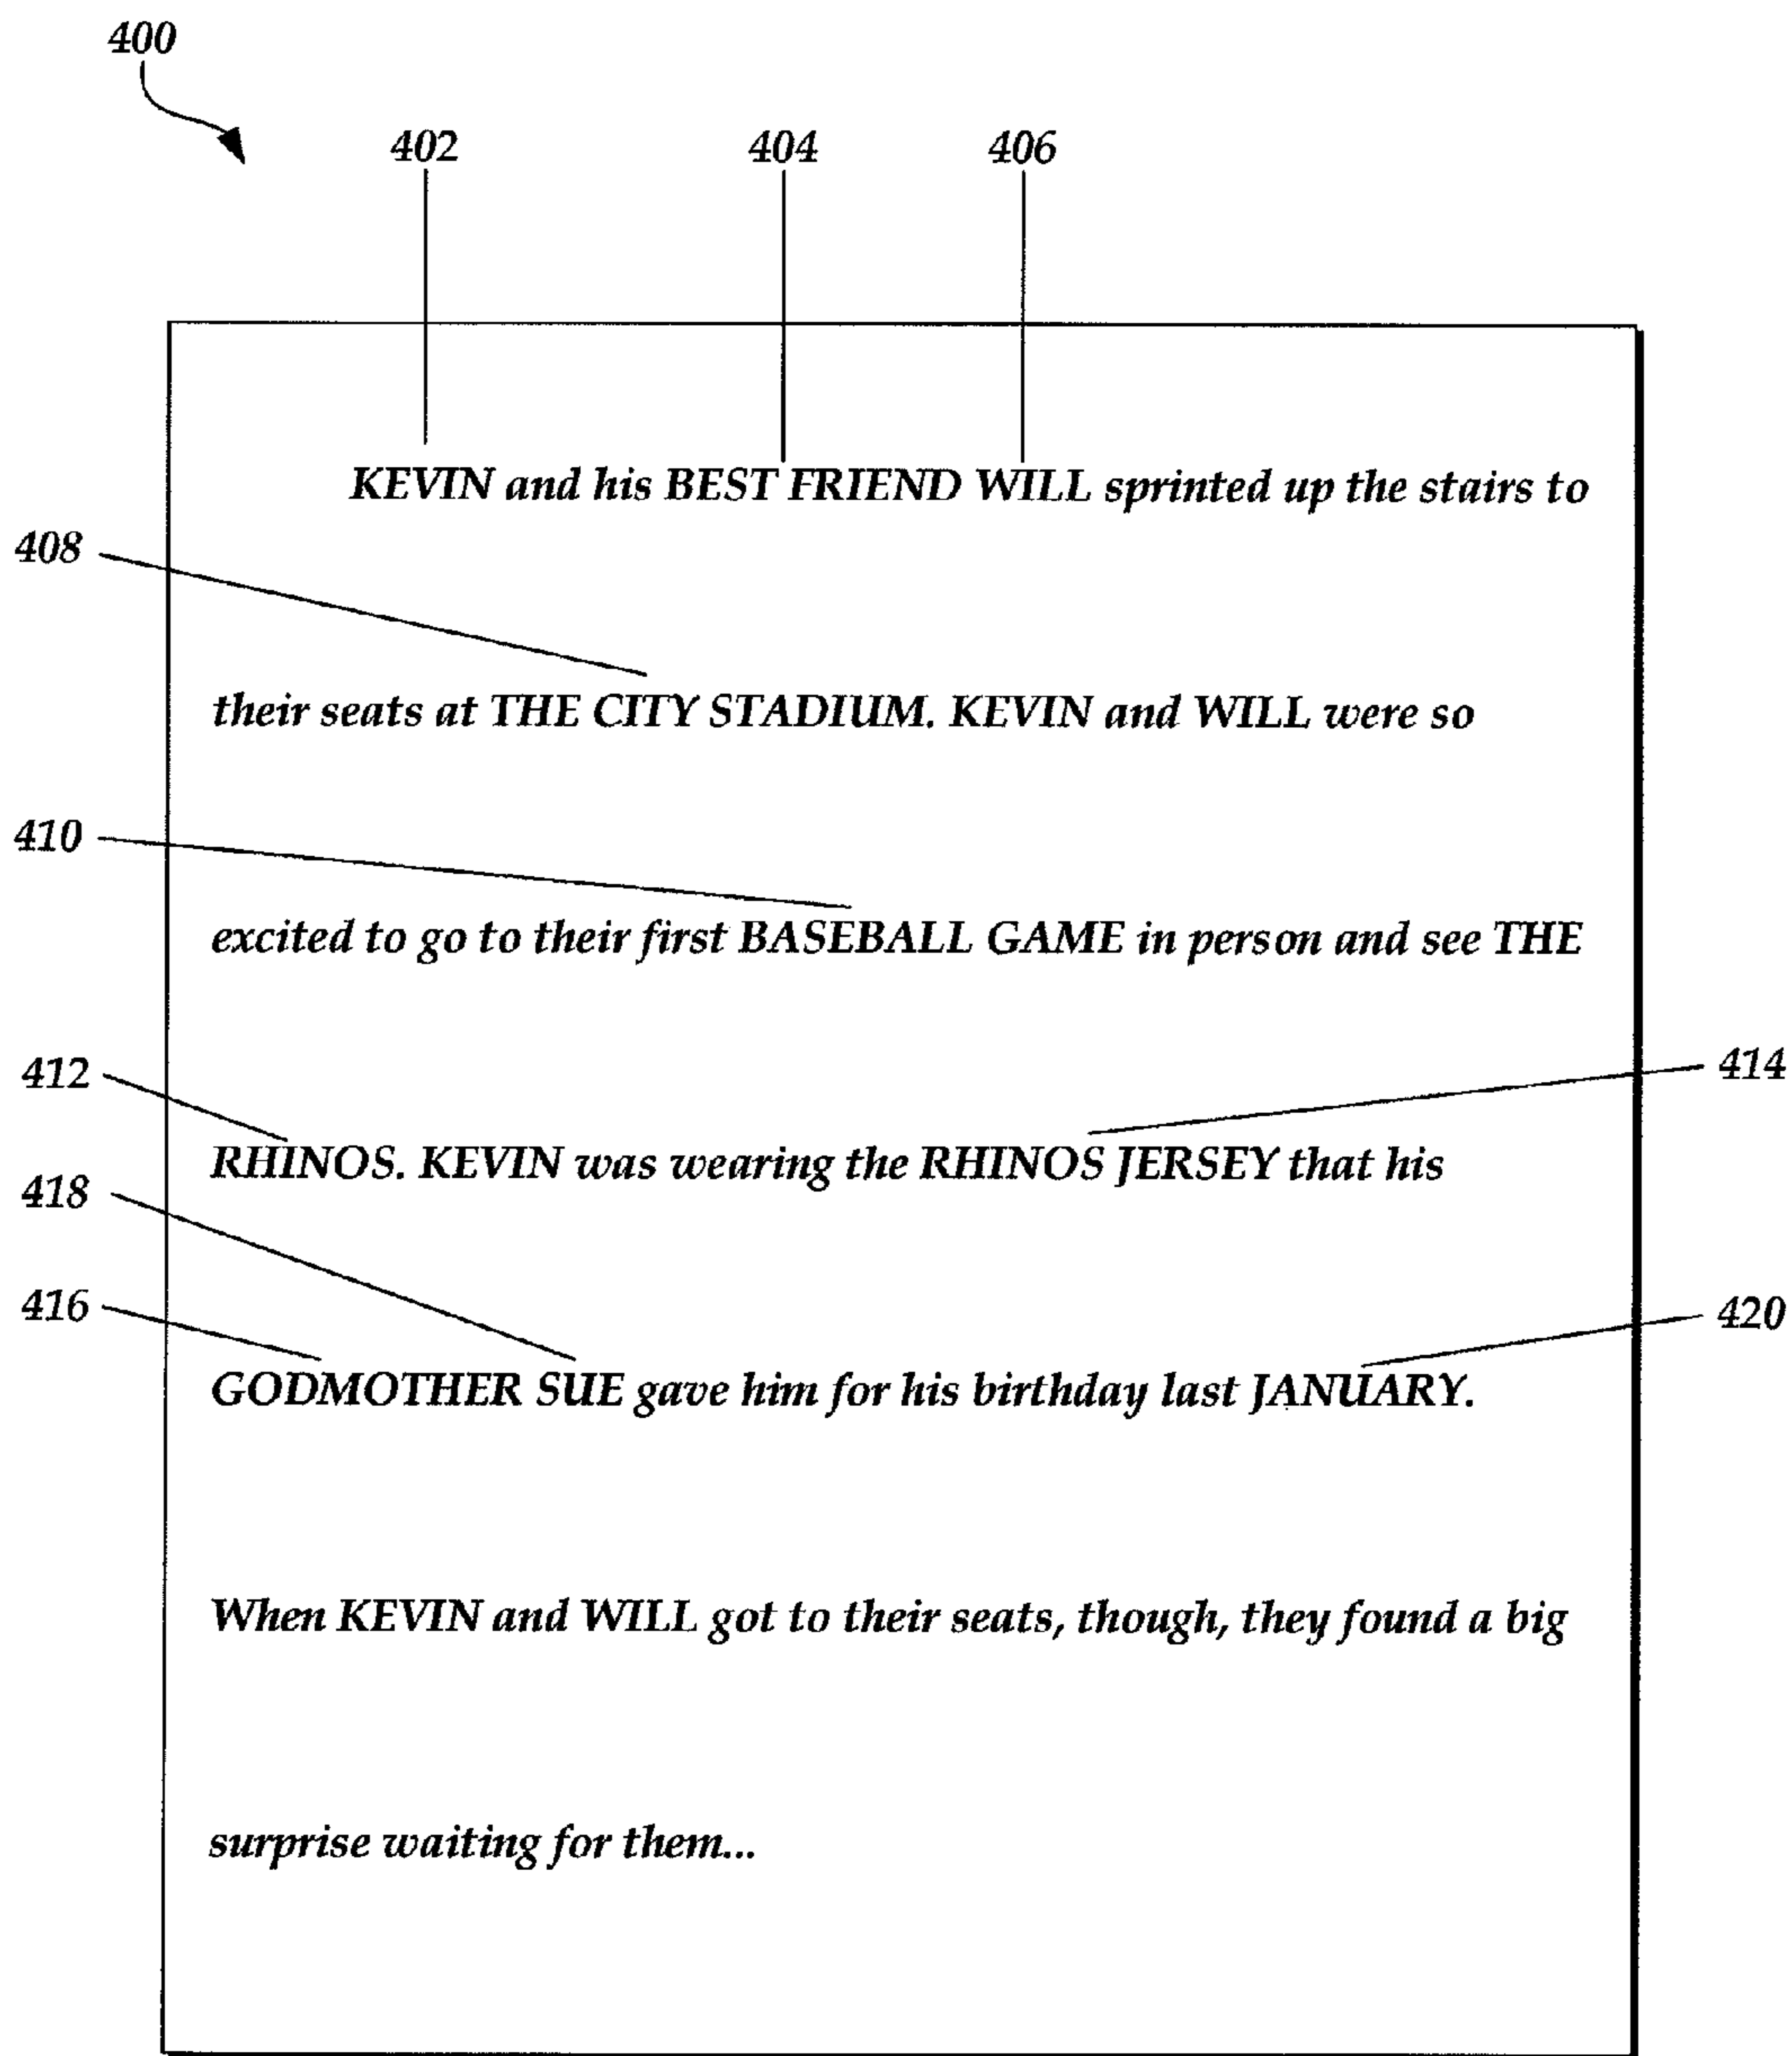 400
402 404 406
KEVIN and his BEST FRIEND WILL sprinted up the stairs to
408
their seats at THE CITY STADIUM. KEVIN and WILL were so
410
excited to go to their first BASEBALL GAME in person and see THE
412 414
RHINOS. KEVIN was wearing the RHINOS JERSEY that his
418
416 420
GODMOTHER SUE gave him for his birthday last JANUARY.
When KEVIN and WILL got to their seats, though, they found a big
surprise waiting for them...